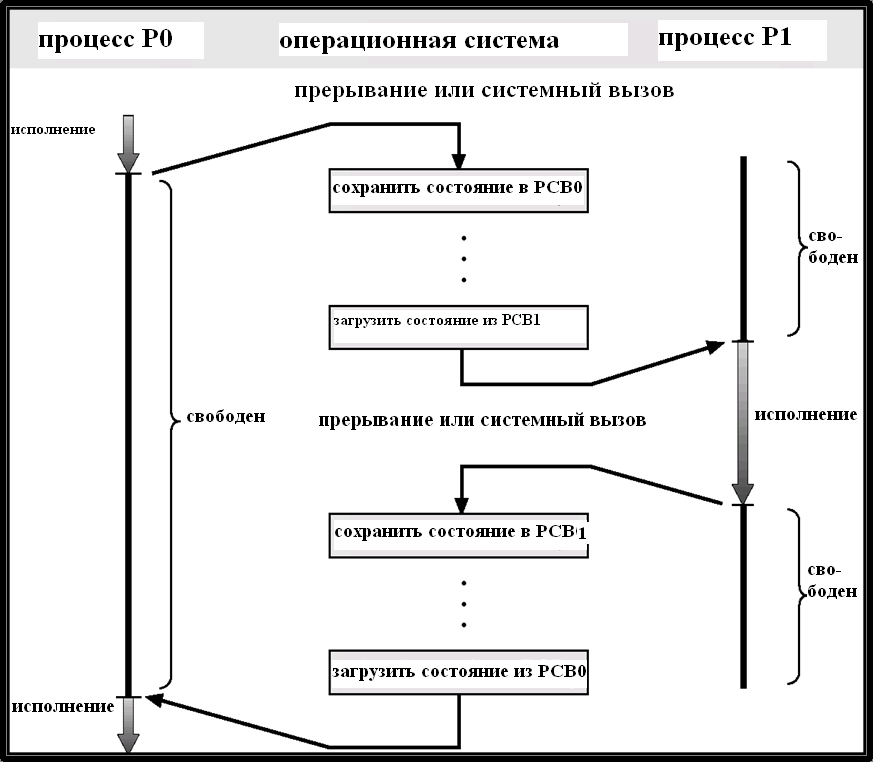 процесс P0
операционная система
процесс P1
прерывание или системный вызов
исполнение
сохранить состояние в PCB0
сво-
боден
загрузить состояние из PCB1
свободен
прерывание или системный вызов
исполнение
сохранить состояние в PCB1
сво-
боден
загрузить состояние из PCB0
исполнение